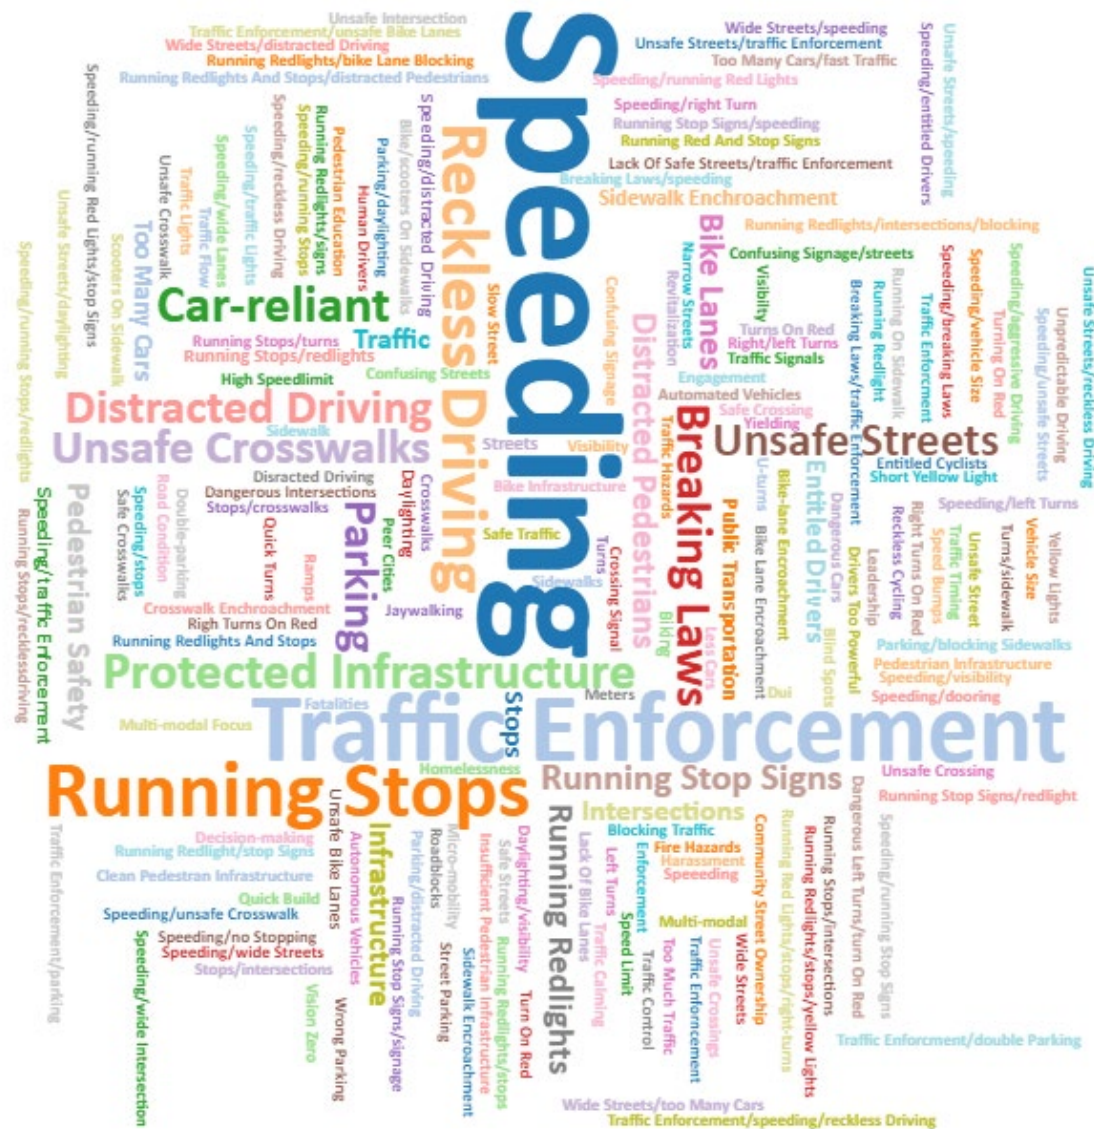 Unsafe Intersection
Traffic Enforcement/unsafe Bike Lanes
Wide Streets/distracted Driving
Running Redlights/bike Lane Blocking
Running Redlights And Stops/distracted Pedestrians
Speeding
Wide Streets/speeding
Unsafe Streets/traffic Enforcement
Too Many Cars/fast Traffic
Speeding/running Red Lights
Speeding/right Turn
Running Stop Signs/speeding
Running Red And Stop Signs
Lack Of Safe Streets/traffic Enforcement
Breaking Laws/speeding
Sidewalk Enchroachment
Speeding/entitled Drivers
Unsafe Streets/speeding
Speeding/running Red Lights/stop Signs
Unsafe Streets/daylighting
Speeding/running Stops/redlights
Scooters On Sidewalk
Too Many Cars
Unsafe Crosswalk
Traffic Lights
Traffic Flow
Speeding/wide Lanes
Speeding/traffic Lights
Speeding/reckless Driving
Speeding/running Stops
Running Redlights/signs
Pedestrian Education
Human Drivers
Parking/daylighting
Bike/scooters On Sidewalks
Speeding/distracted Driving
Reckless Driving
Slow Street
Car-reliant
Traffic
Running Stops/turns
Running Stops/redlights
High Speedlimit
Confusing Streets
Distracted Driving
Sidewalk
Unsafe Crosswalks
Streets
Visibility
Confusing Signage
Distracted Pedestrians
Traffic Hazards
Revitalization
Narrow Streets
Bike Lanes
Running Redlights/intersections/blocking
Confusing Signage/streets
Visibilty
Turns On Red
Right/left Turns
Traffic Signals
Engagement
Automated Vehicles
Safe Crossing
Yielding
Breaking Laws
Unsafe Streets
Breaking Laws/traffic Enforcement
Running Redlight
Running On Sidewalk
Traffic Enforcment
Speeding/breaking Laws
Speeding/vehicle Size
Turning On Red
Speeding/aggressive Driving
Speeding/unsafe Streets
Unpredictable Driving
Unsafe Streets/reckless Driving
Entitled Cyclists
Short Yellow Light
Speeding/left Turns
Disracted Driving
Dangerous Intersections
Stops/crosswalks
Bike Infrastructure
Safe Traffic
Sidewalks
Turns
Crossing Signal
Pedestrian Safety
Speeding/traffic Enforcement
Running Stops/recklessdriving
Safe Crosswalks
Speeding/stops
Road Condition
Double-parking
Quick Turns
Ramps
Parking
Peer Cities
Daylighting
Crosswalks
Jaywalking
Crosswalk Enchroachment
Righ Turns On Red
Running Redlights And Stops
Biking
Less Cars
Public Transportation
U-turns
Bike Lane Encroachment
Bike-lane Enchroachment
Entitled Drivers
Dangerous Cars
Blind Spots
Drivers Too Powerful
Leadership
Reckless Cycling
Right Turns On Red
Speed Bumps
Traffic Timing
Unsafe Street
Turns/sidewalk
Vehicle Size
Yellow Lights
Parking/blocking Sidewalks
Pedestrian Infrastructure
Speeding/visibility
Speeding/dooring
Protected Infrastructure
Meters
Dui
Fatalities
Multi-modal Focus
Stops
Traffic Enforcement
Running Stops
Homelessness
Running Stop Signs
Unsafe Crossing
Running Stop Signs/redlight
Intersections
Blocking Traffic
Fire Hazards
Harassment
Speeeding
Multi-modal
Traffic Enforcement/parking
Decision-making
Running Redlight/stop Signs
Clean Pedestran Infrastructure
Quick Build
Speeding/unsafe Crosswalk
Speeding/no Stopping
Speeding/wide Streets
Stops/intersections
Speeding/wide Intersection
Vision Zero
Wrong Parking
Unsafe Bike Lanes
Autonomous Vehicles
Infrastructure
Running Stop Signs/signage
Parking/distracted Driving
Roadblocks
Street Parking
Micro-mobility
Sidewalk Encroachment
Insufficient Pedestrian Infrastructure
Safe Streets
Running Redlights/stops
Daylighting/visibility
Turn On Red
Running Redlights
Lack Of Bike Lanes
Left Turns
Traffic Calming
Enforcement
Speed Limit
Traffic Control
Too Much Traffic
Traffic Enforncement
Unsafe Crossings
Wide Streets
Community Street Ownership
Running Red Lights/stops/right-turns
Running Redlights/stops/yellow Lights
Running Stops/intersections
Dangerous Left Turns/turn On Red
Speeding/running Stop Signs
Traffic Enforcment/double Parking
Wide Streets/too Many Cars
Traffic Enforcement/speeding/reckless Driving